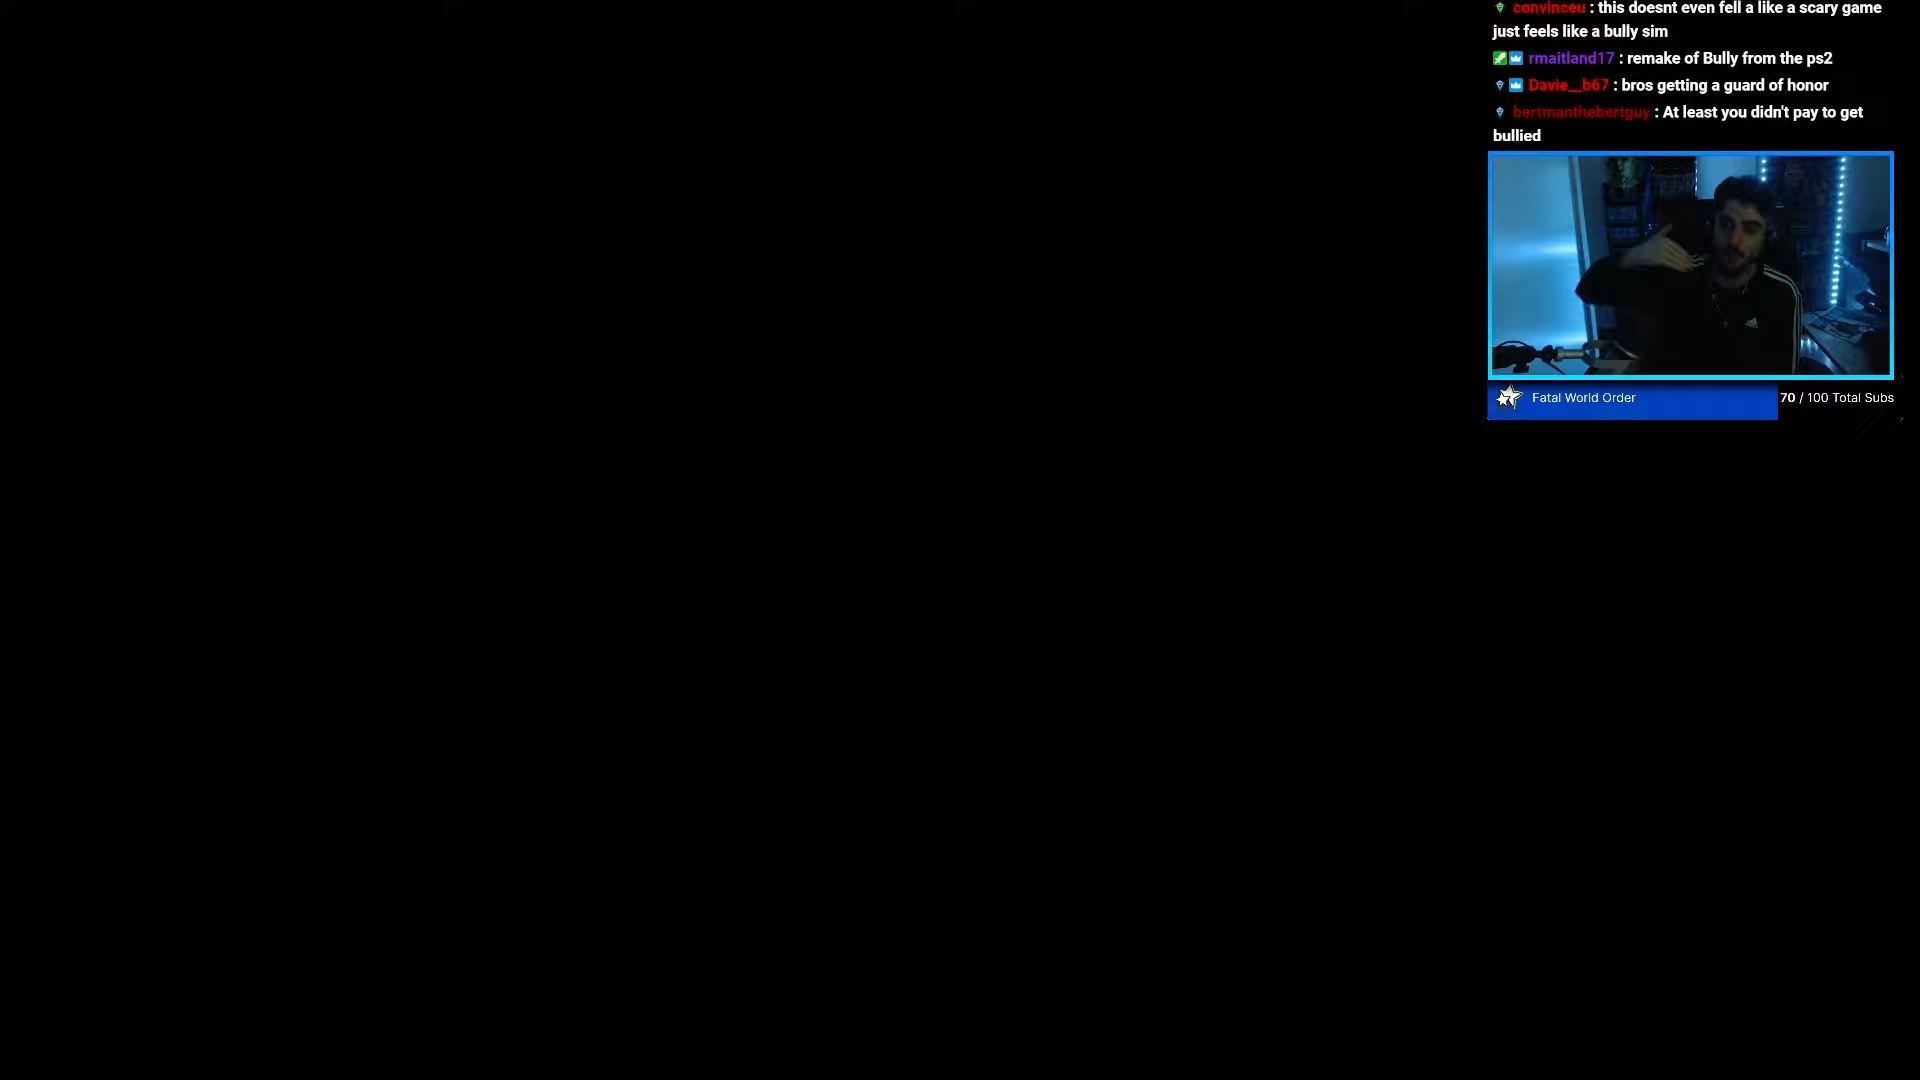 convinceu : this doesnt even fell a like a scary game
just feels like a bully sim
rmaitland17 : remake of Bully from the ps2
Davie__b67 : bros getting a guard of honor
bertmanthebertguy : At least you didn't pay to get
bullied
Fatal World Order 70 / 100 Total Subs